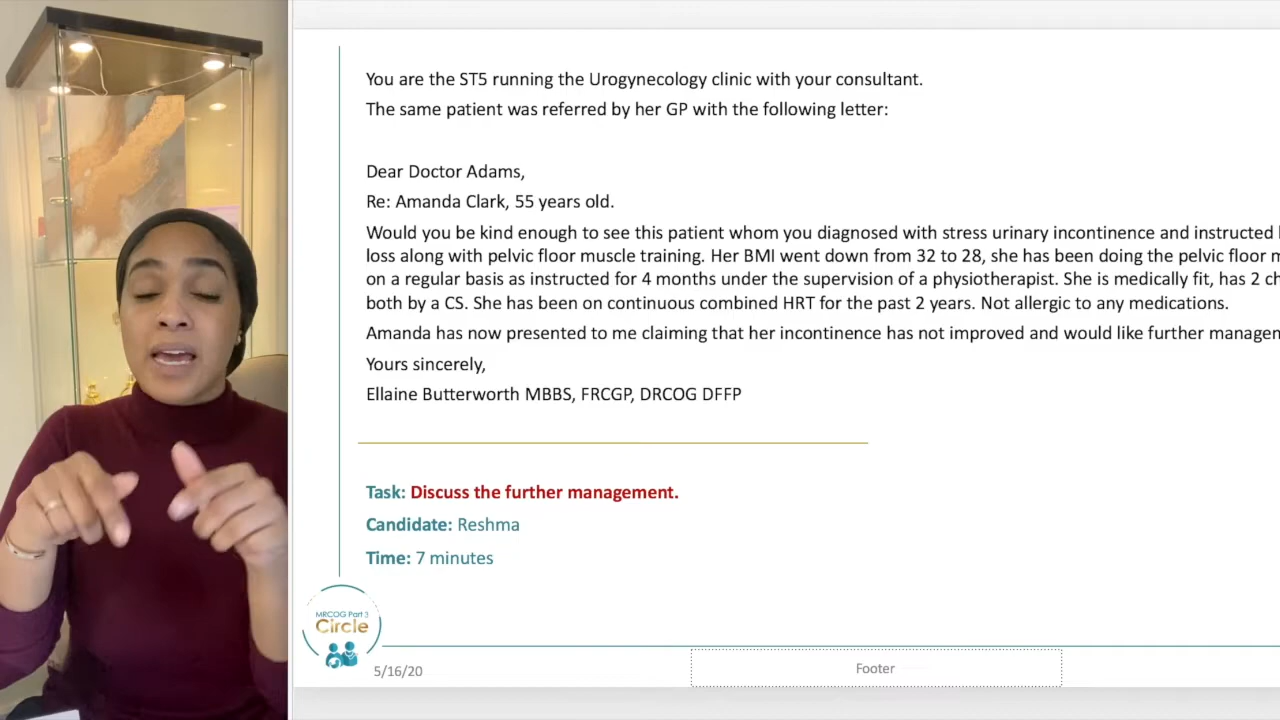 You are the ST5 running the Urogynecology clinic with your consultant.
The same patient was referred by her GP with the following letter:
Dear Doctor Adams,
Re: Amanda Clark, 55 years old.
Would you be kind enough to see this patient whom you diagnosed with stress urinary incontinence and instructed
loss along with pelvic floor muscle training. Her BMI went down from 32 to 28, she has been doing the pelvic floor
on a regular basis as instructed for 4 months under the supervision of a physiotherapist. She is medically fit, has 2
both by a CS. She has been on continuous combined HRT for the past 2 years. Not allergic to any medications.
Amanda has now presented to me claiming that her incontinence has not improved and would like further
Yours sincerely,
Ellaine Butterworth MBBS, FRCGP, DRCOG DFFP
Task: Discuss the further management.
Candidate: Reshma
Time: 7 minutes
MRCOG Part 3
Circle
5/16/20
Footer